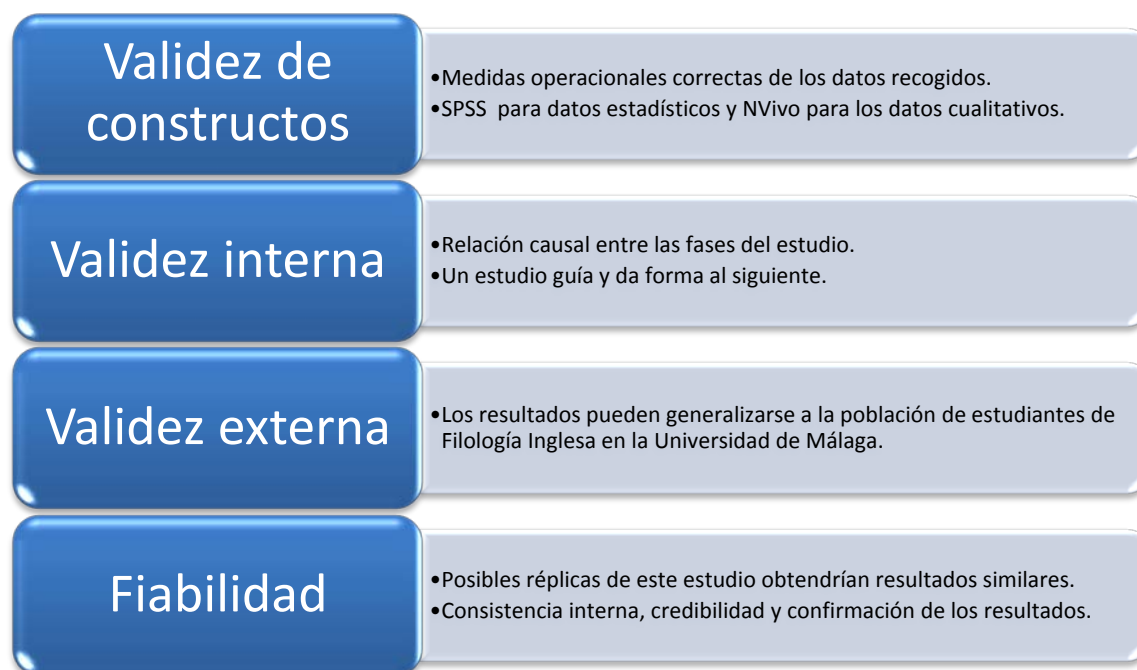 Validez de
constructos
•Medidas operacionales correctas de los datos recogidos.
•SPSS para datos estadísticos y NVivo para los datos cualitativos.
Validez interna
•Relación causal entre las fases del estudio.
•Un estudio guía y da forma al siguiente.
Validez externa
•Los resultados pueden generalizarse a la población de estudiantes de
Filología Inglesa en la Universidad de Málaga.
Fiabilidad
•Posibles réplicas de este estudio obtendrían resultados similares.
•Consistencia interna, credibilidad y confirmación de los resultados.